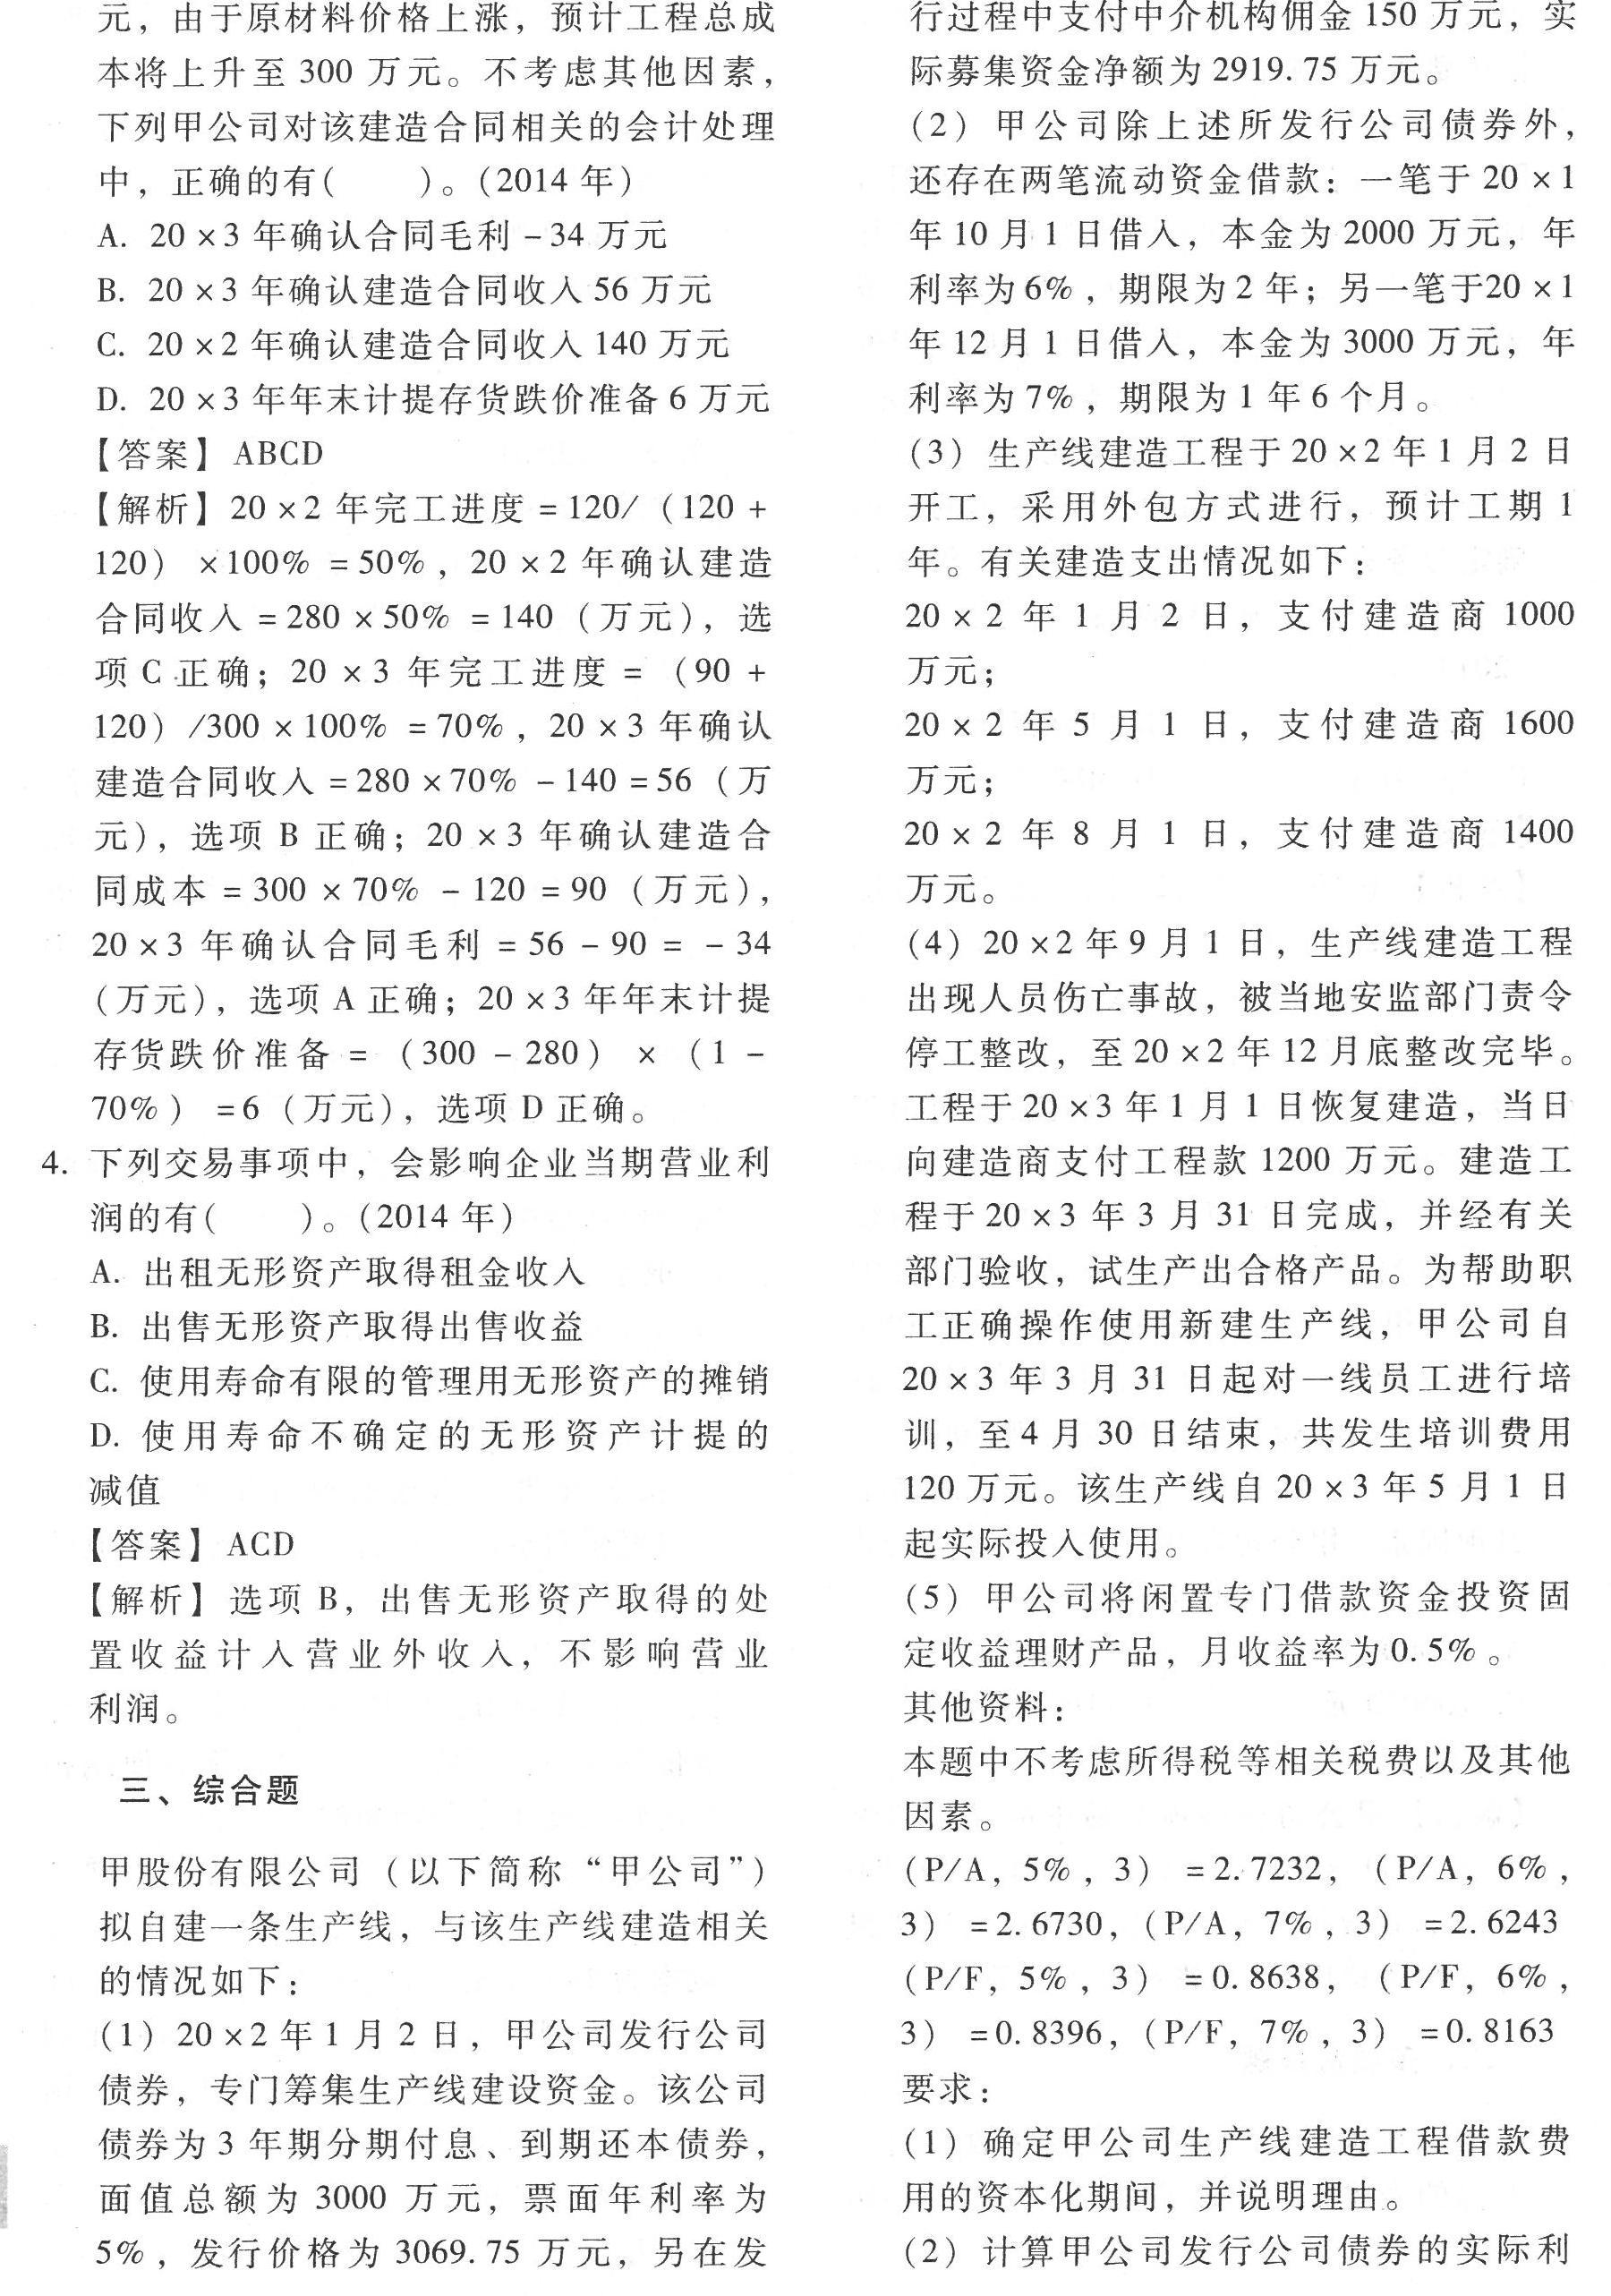 元，由于原材料价格上涨，预计工程总成
本将上升至 300 万元。不考虑其他因素，
下列甲公司对该建造合同相关的会计处理
中，正确的有(　　)。(2014 年)
A. 20 ×3 年确认合同毛利 -34 万元
B. 20 ×3 年确认建造合同收入 56 万元
C. 20 ×2 年确认建造合同收入 140 万元
D. 20 ×3 年年末计提存货跌价准备 6 万元
【答案】 ABCD
【解析】 20 ×2 年完工进度 =120/（120 +
120）×100% =50%，20 ×2 年确认建造
合同收入 =280 ×50% =140（万元），选
项 C 正确；20 ×3 年完工进度 =（90 +
120）/300 ×100% =70%，20 ×3 年确认
建造合同收入 =280 ×70% -140 =56（万
元），选项 B 正确；20 ×3 年确认建造合
同成本 =300 ×70% -120 =90（万元），
20 ×3 年确认合同毛利 =56 -90 = -34
（万元），选项 A 正确；20 ×3 年年末计提
存货跌价准备 =（300 -280）×（1 -
70%）=6（万元），选项 D 正确。
4. 下列交易事项中，会影响企业当期营业利
润的有(　　)。(2014 年)
A. 出租无形资产取得租金收入
B. 出售无形资产取得出售收益
C. 使用寿命有限的管理用无形资产的摊销
D. 使用寿命不确定的无形资产计提的
减值
【答案】 ACD
【解析】 选项 B，出售无形资产取得的处
置收益计入营业外收入，不影响营业
利润。
三、综合题
甲股份有限公司（以下简称“甲公司”）
拟自建一条生产线，与该生产线建造相关
的情况如下：
(1) 20 ×2 年 1 月 2 日，甲公司发行公司
债券，专门筹集生产线建设资金。该公司
债券为 3 年期分期付息、到期还本债券，
面值总额为 3000 万元，票面年利率为
5%，发行价格为 3069.75 万元，另在发
行过程中支付中介机构佣金 150 万元，实
际募集资金净额为 2919.75 万元。
(2) 甲公司除上述所发行公司债券外，
还存在两笔流动资金借款：一笔于 20 ×1
年 10 月 1 日借入，本金为 2000 万元，年
利率为 6%，期限为 2 年；另一笔于20 ×1
年 12 月 1 日借入，本金为 3000 万元，年
利率为 7%，期限为 1 年 6 个月。
(3) 生产线建造工程于 20 ×2 年 1 月 2 日
开工，采用外包方式进行，预计工期 1
年。有关建造支出情况如下：
20 ×2 年 1 月 2 日，支付建造商 1000
万元；
20 ×2 年 5 月 1 日，支付建造商 1600
万元；
20 ×2 年 8 月 1 日，支付建造商 1400
万元。
(4) 20 ×2 年 9 月 1 日，生产线建造工程
出现人员伤亡事故，被当地安监部门责令
停工整改，至 20 ×2 年 12 月底整改完毕。
工程于 20 ×3 年 1 月 1 日恢复建造，当日
向建造商支付工程款 1200 万元。建造工
程于 20 ×3 年 3 月 31 日完成，并经有关
部门验收，试生产出合格产品。为帮助职
工正确操作使用新建生产线，甲公司自
20 ×3 年 3 月 31 日起对一线员工进行培
训，至 4 月 30 日结束，共发生培训费用
120 万元。该生产线自 20 ×3 年 5 月 1 日
起实际投入使用。
(5) 甲公司将闲置专门借款资金投资固
定收益理财产品，月收益率为 0.5%。
其他资料：
本题中不考虑所得税等相关税费以及其他
因素。
(P/A，5%，3) =2.7232，(P/A，6%，
3) =2.6730，(P/A，7%，3) =2.6243
(P/F，5%，3) =0.8638，(P/F，6%，
3) =0.8396，(P/F，7%，3) =0.8163
要求：
(1) 确定甲公司生产线建造工程借款费
用的资本化期间，并说明理由。
(2) 计算甲公司发行公司债券的实际利